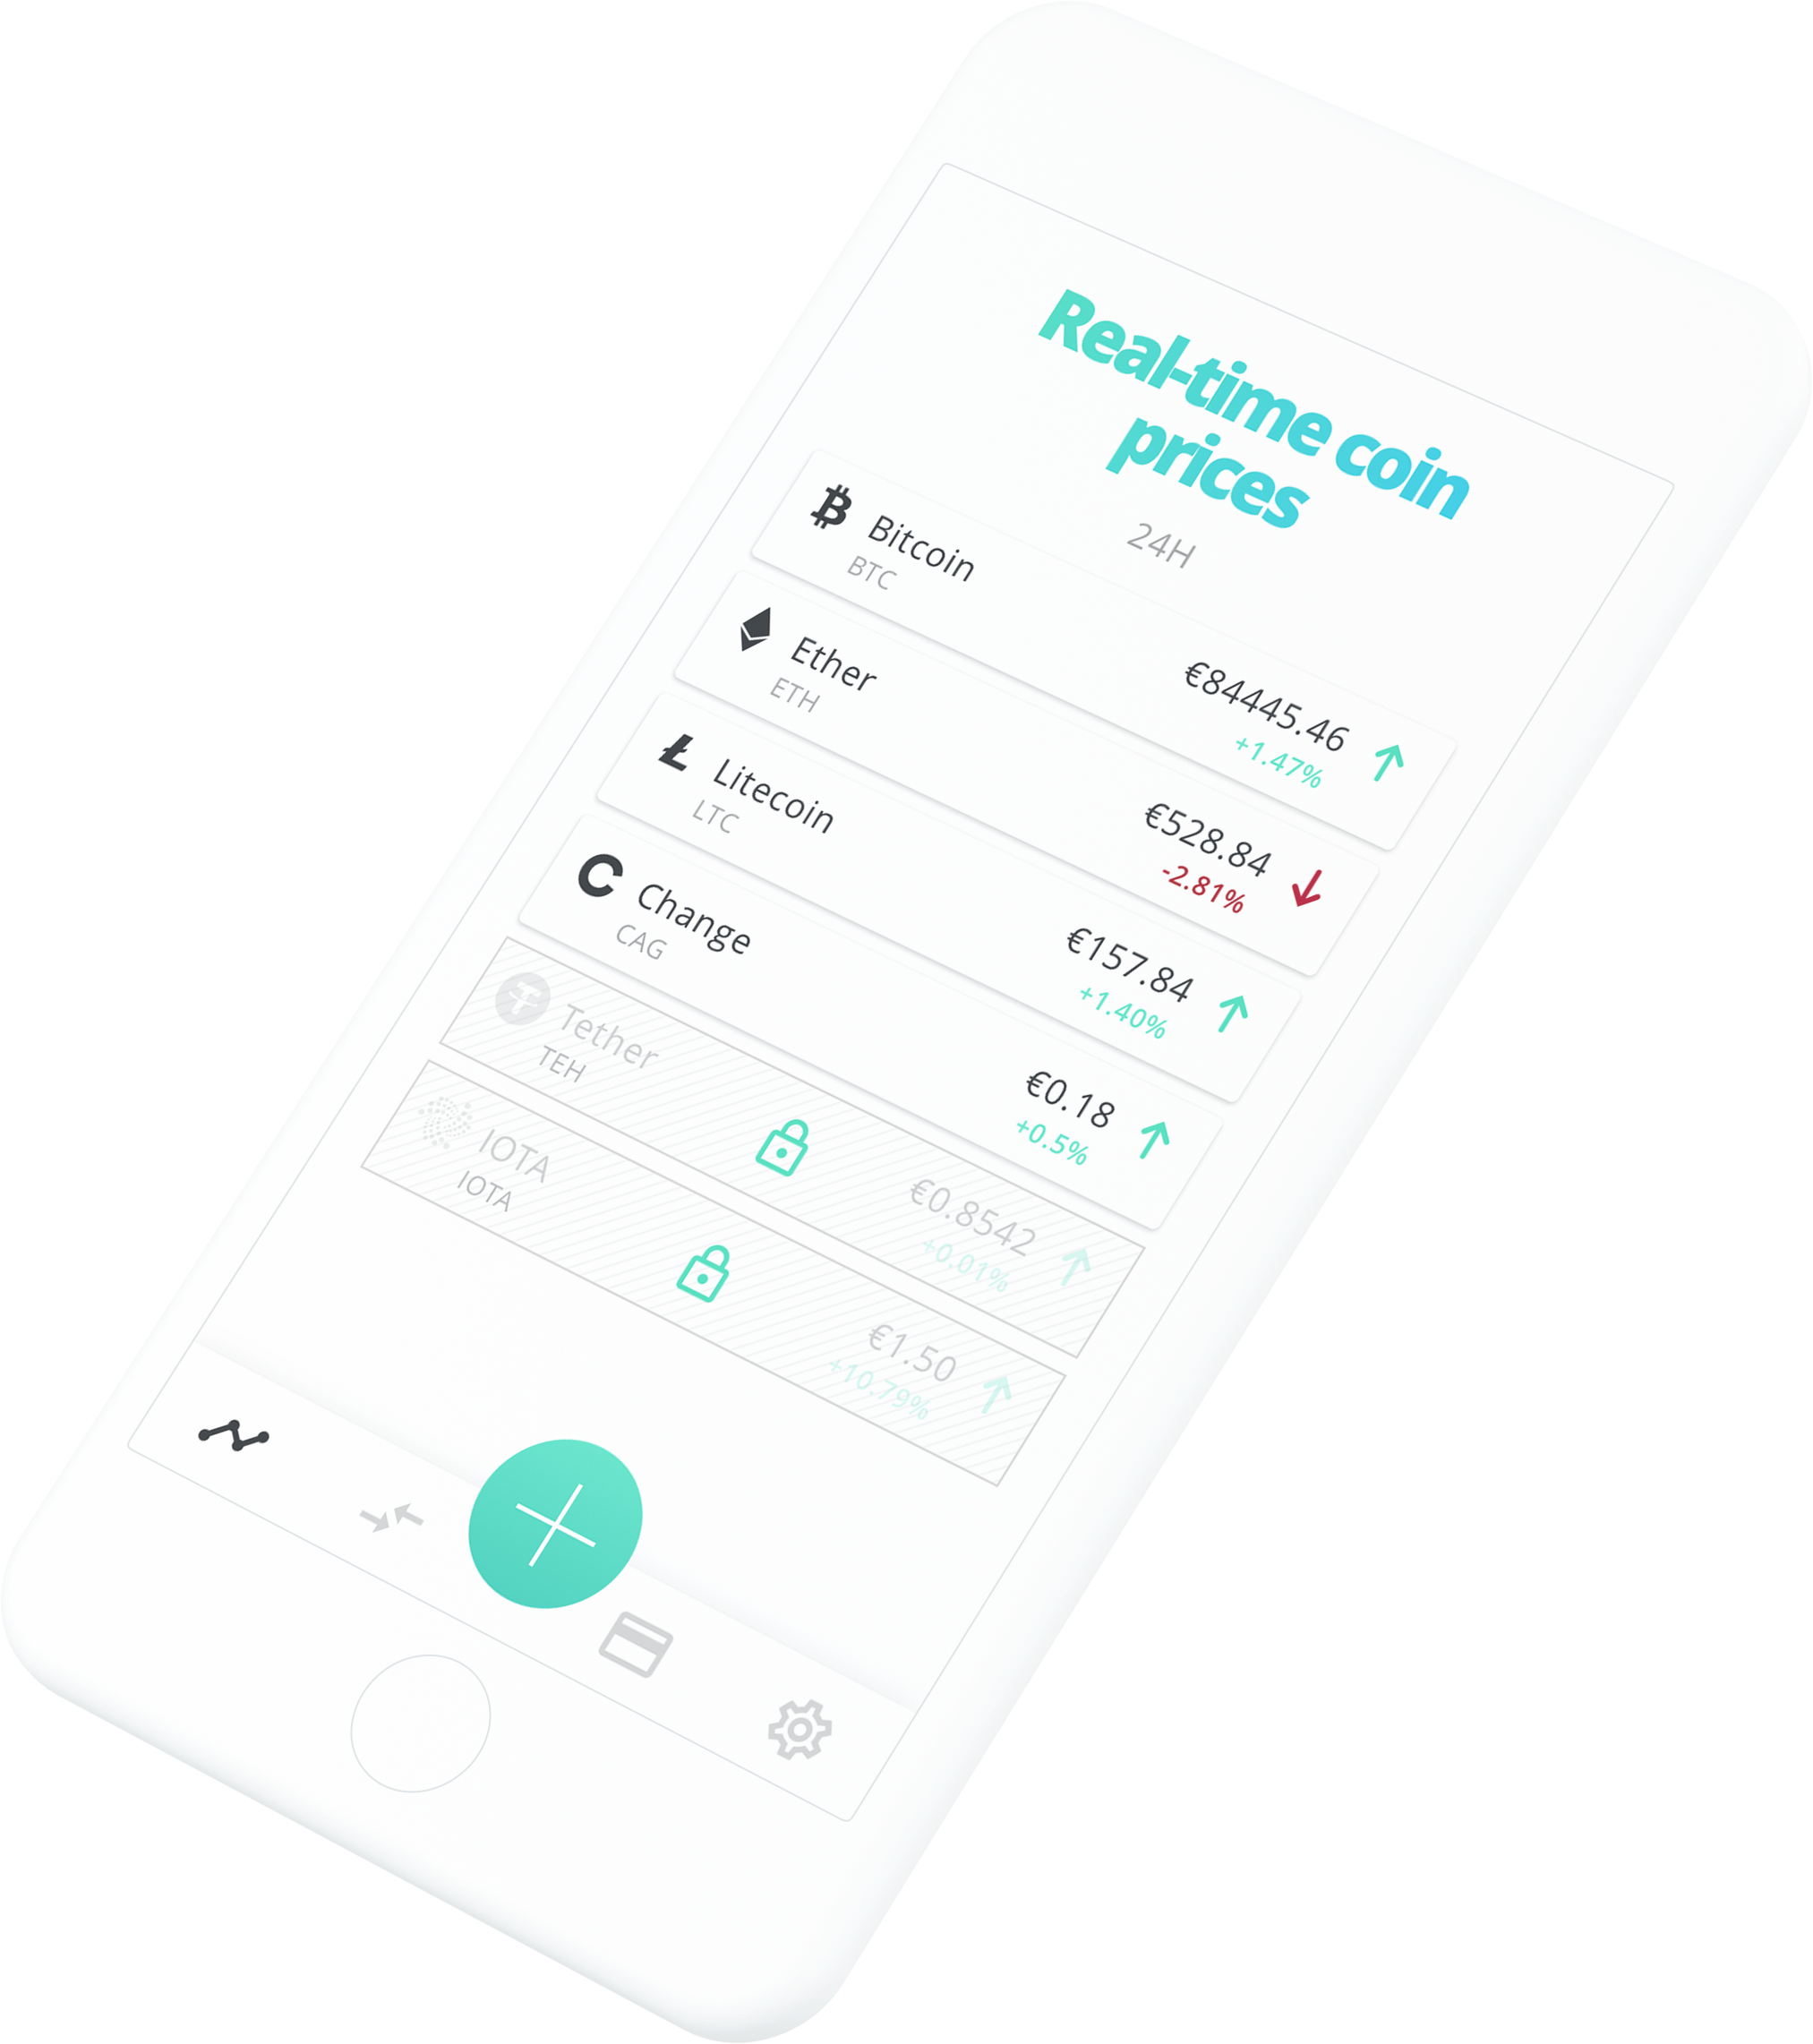 Real-time coin
prices
24H
Bitcoin
BTC
€84445.46
+1.47%
Ether
ETH
€528.84
-2.81%
Litecoin
LTC
€157.84
+1.40%
Change
CAG
€0.18
+0.5%
Tether
TEH
€0.8542
+0.01%
IOTA
IOTA
€1.50
+10.79%